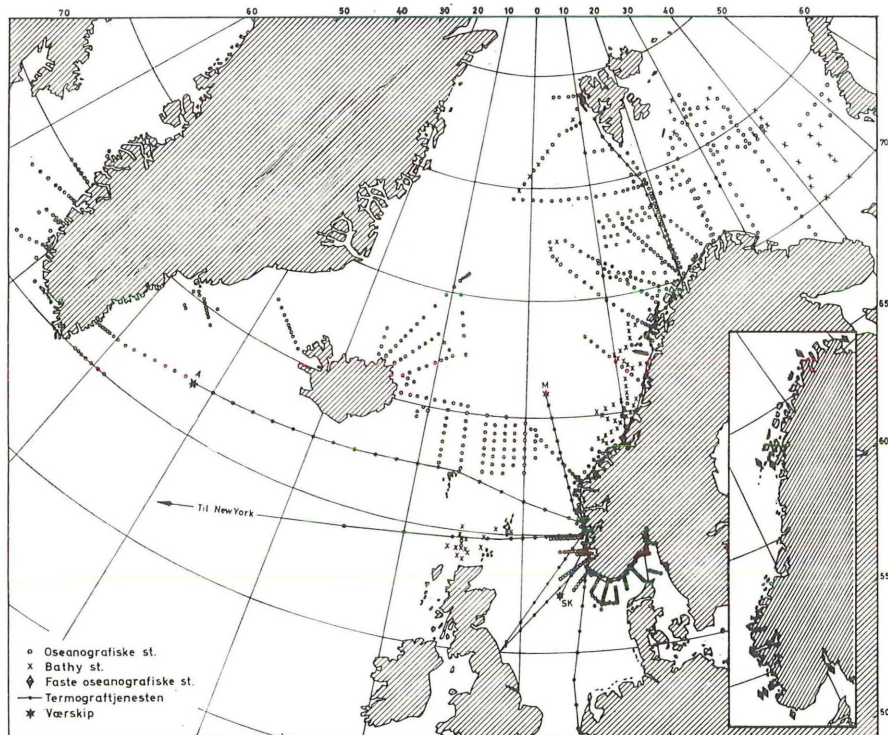 70 60 50 40 30 20 10 0 10 20 30 40 50 60
70
65
60
55
50
A
M
Til New York
SK
Oseanografiske st.
x Bathy st.
Faste oseanografiske st.
Termograftjenesten
Værskip